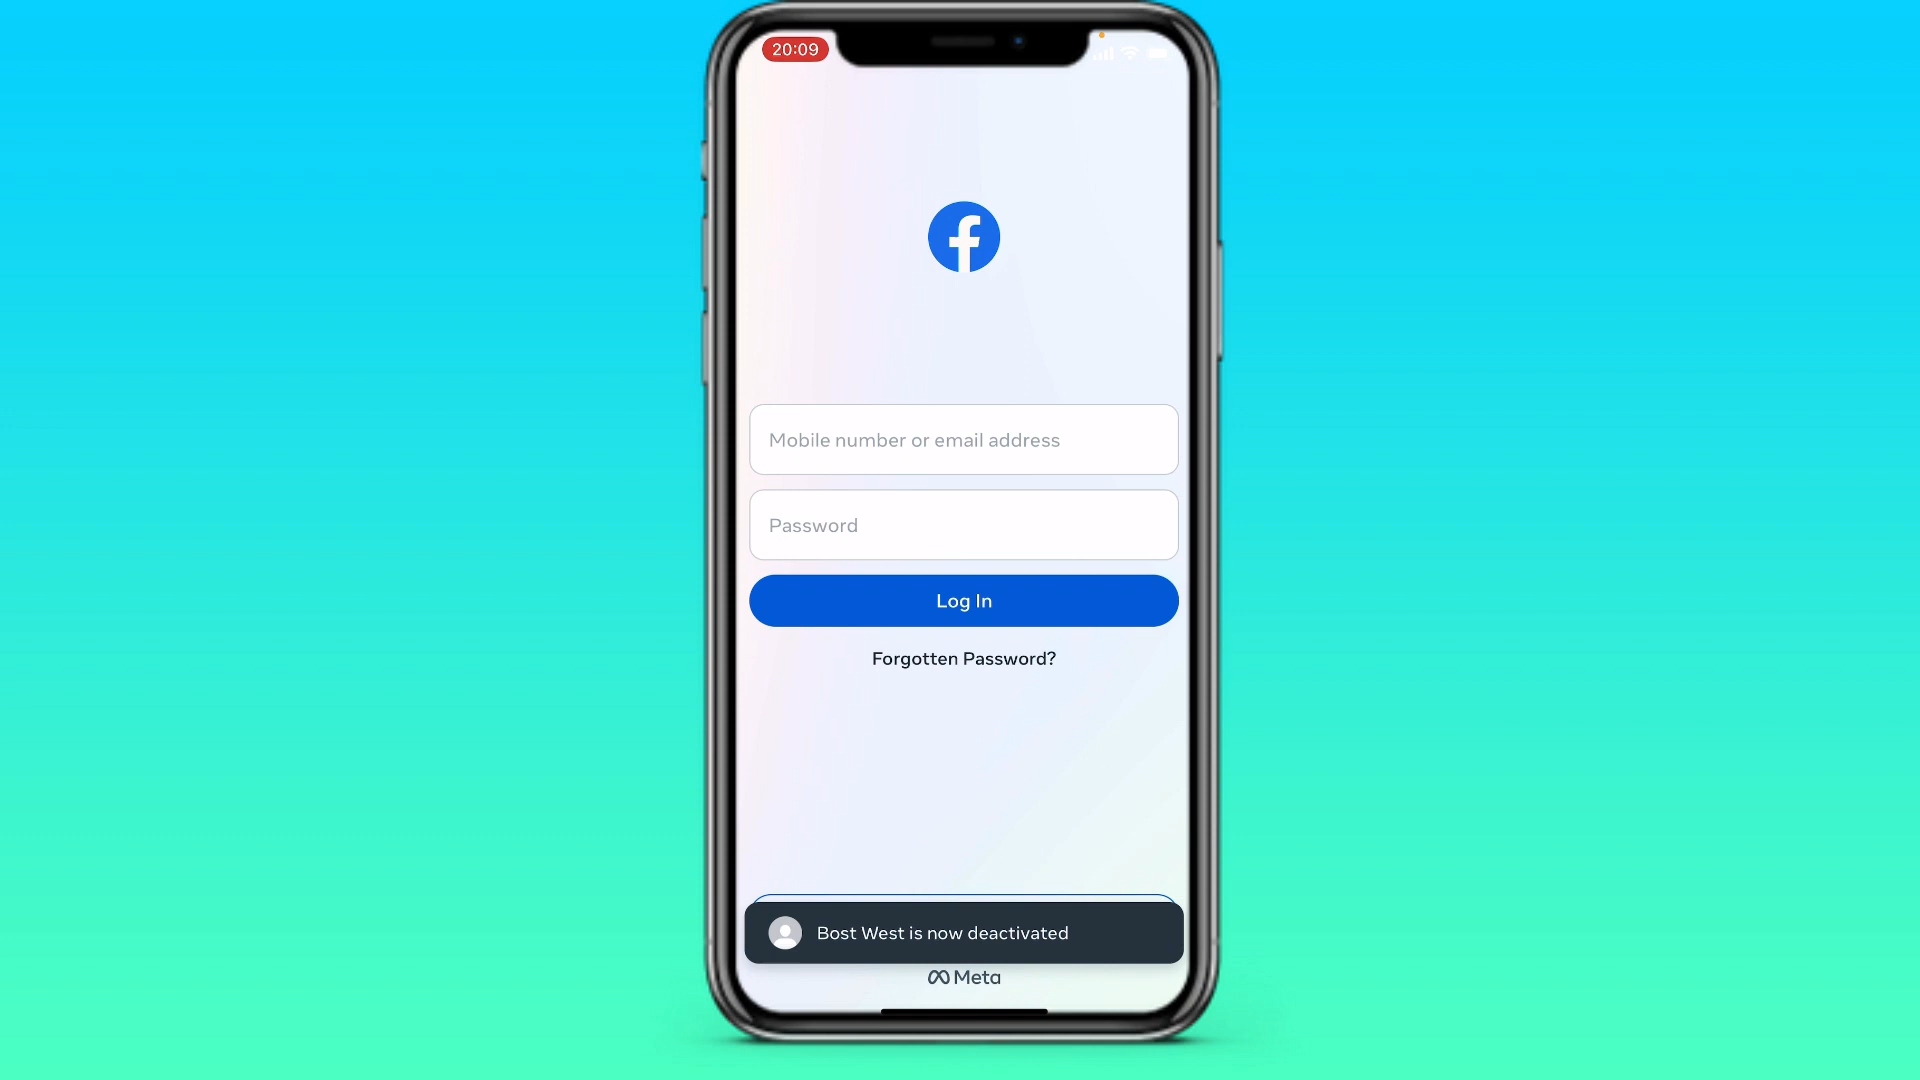 20:09
Mobile number or email address
Password
Log In
Forgotten Password?
Bost West is now deactivated
Meta